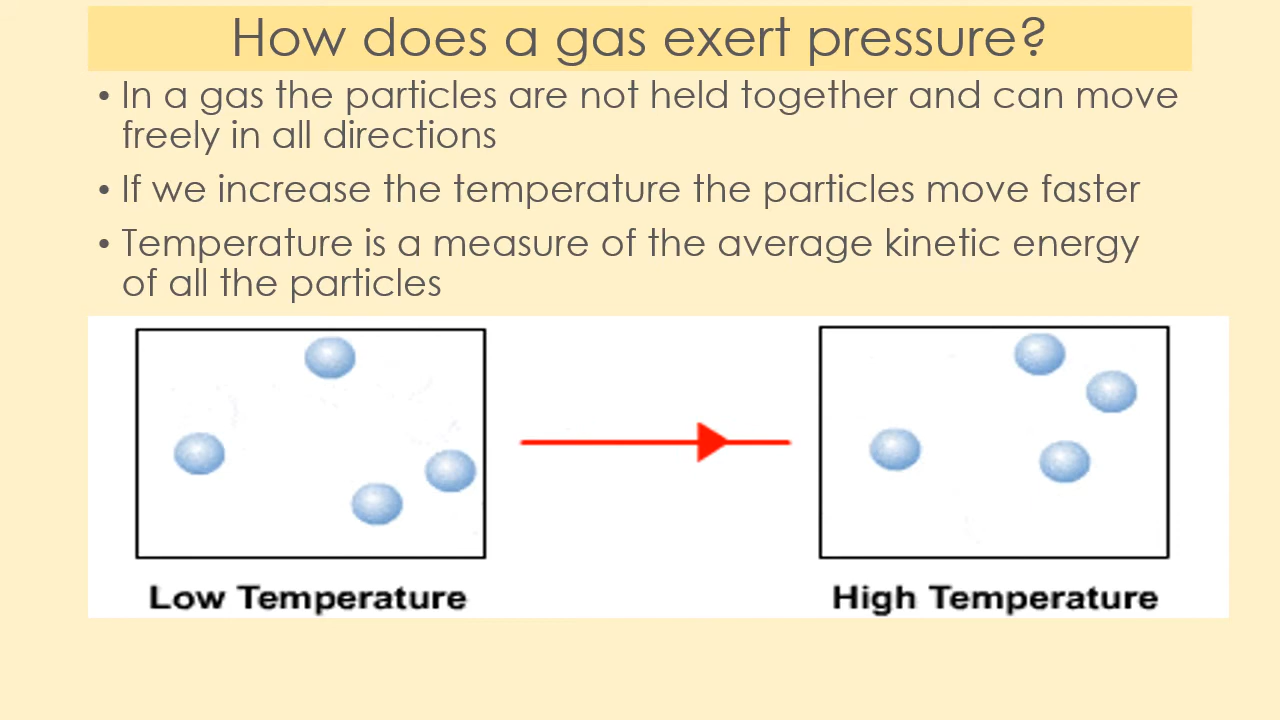 How does a gas exert pressure?
• In a gas the particles are not held together and can move
freely in all directions
• If we increase the temperature the particles move faster
• Temperature is a measure of the average kinetic energy
of all the particles
Low Temperature
High Temperature